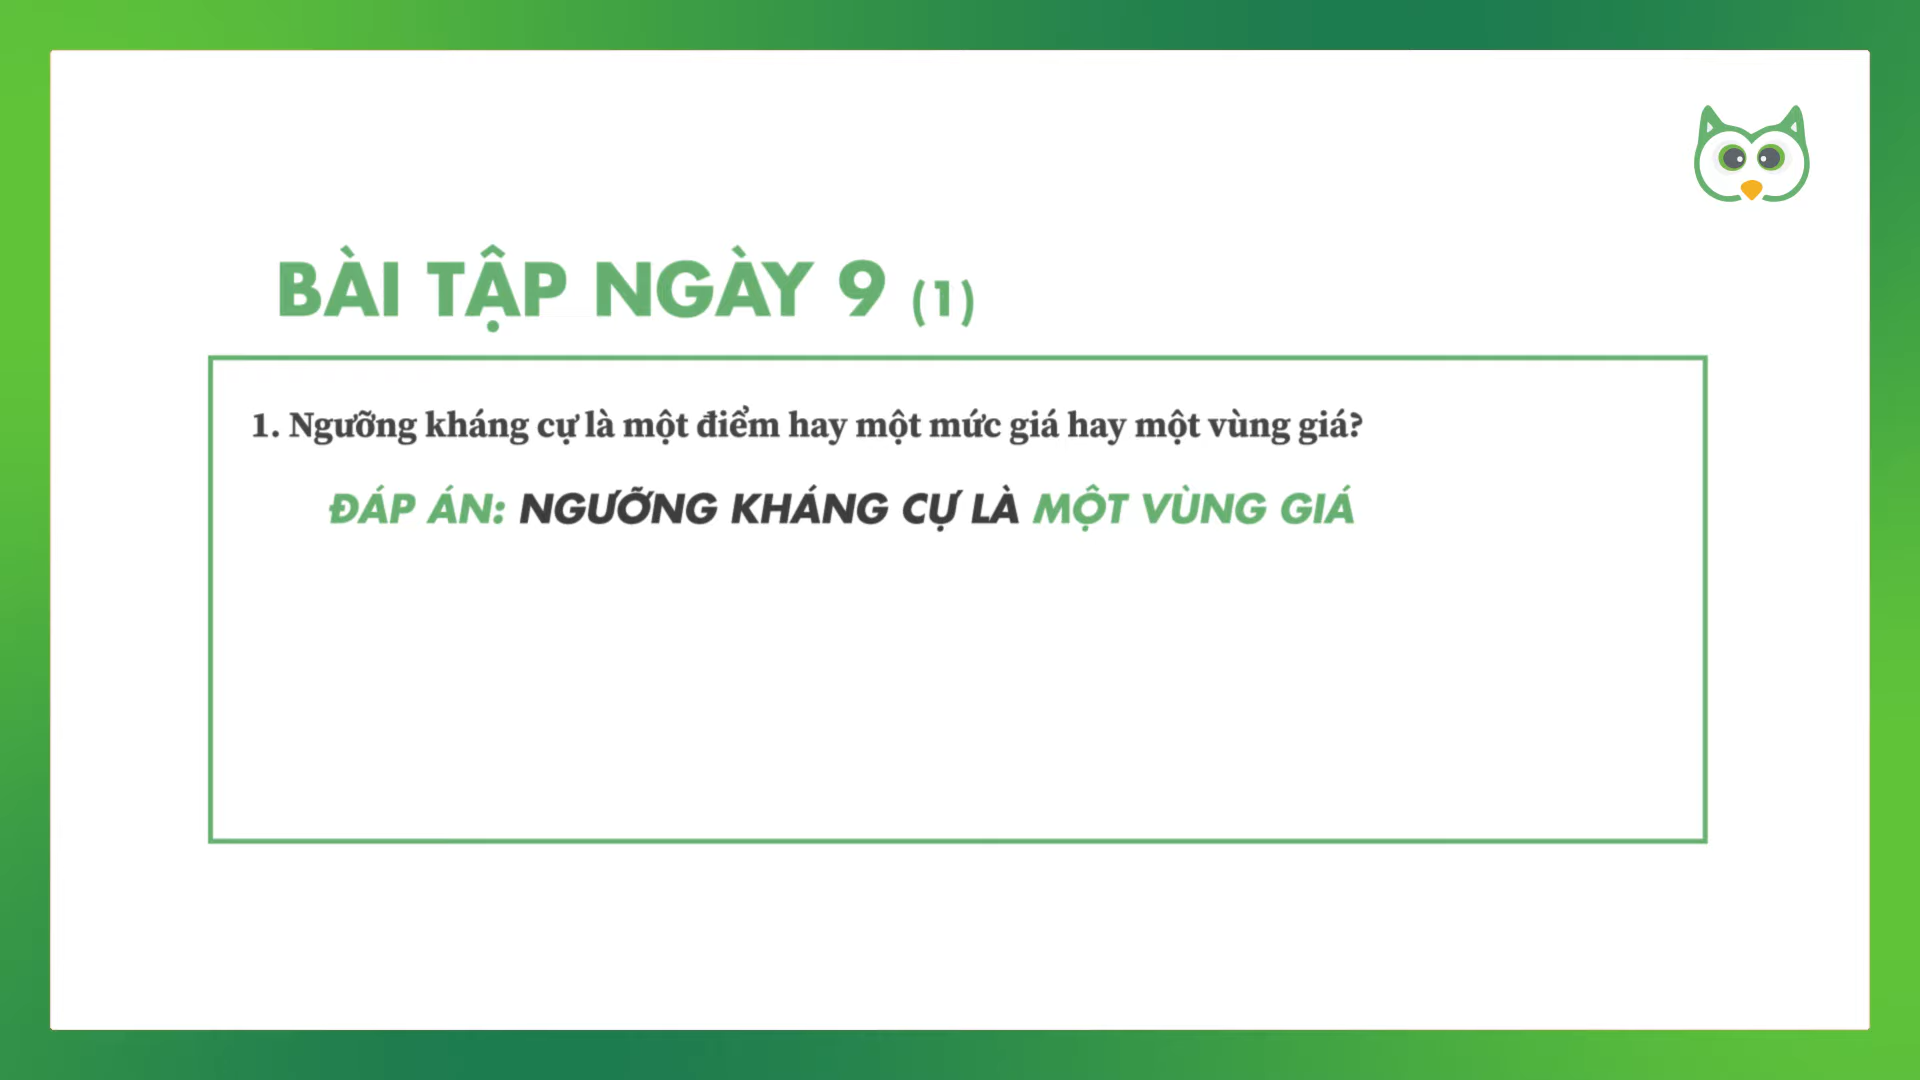 BÀI TẬP NGÀY 9 (1)
1. Ngưỡng kháng cự là một điểm hay một mức giá hay một vùng giá?
ĐÁP ÁN: NGƯỠNG KHÁNG CỰ LÀ MỘT VÙNG GIÁ